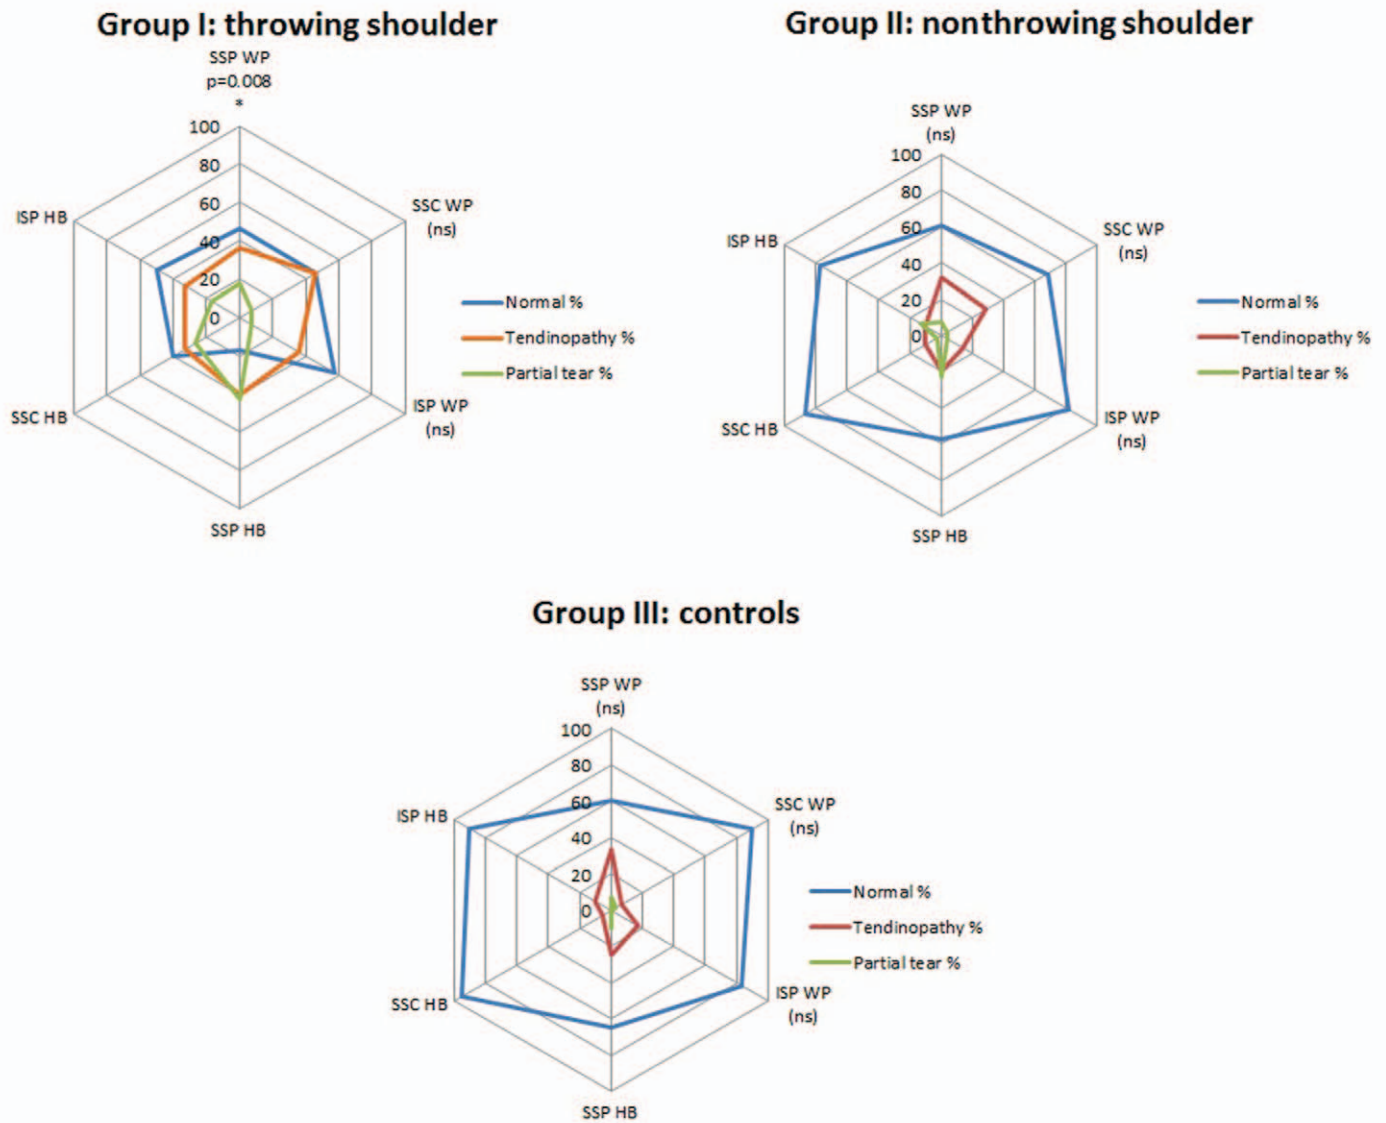 Group I: throwing shoulder
SSP WP
p=0.008
*
100
80
60
40
20
0
SSC WP
(ns)
ISP WP
(ns)
SSP HB
SSC HB
ISP HB
Normal %
Tendinopathy %
Partial tear %
Group II: nonthrowing shoulder
SSP WP
(ns)
100
80
60
40
20
0
SSC WP
(ns)
ISP WP
(ns)
SSP HB
SSC HB
ISP HB
Normal %
Tendinopathy %
Partial tear %
Group III: controls
SSP WP
(ns)
100
80
60
40
20
0
SSC WP
(ns)
ISP WP
(ns)
SSP HB
SSC HB
ISP HB
Normal %
Tendinopathy %
Partial tear %